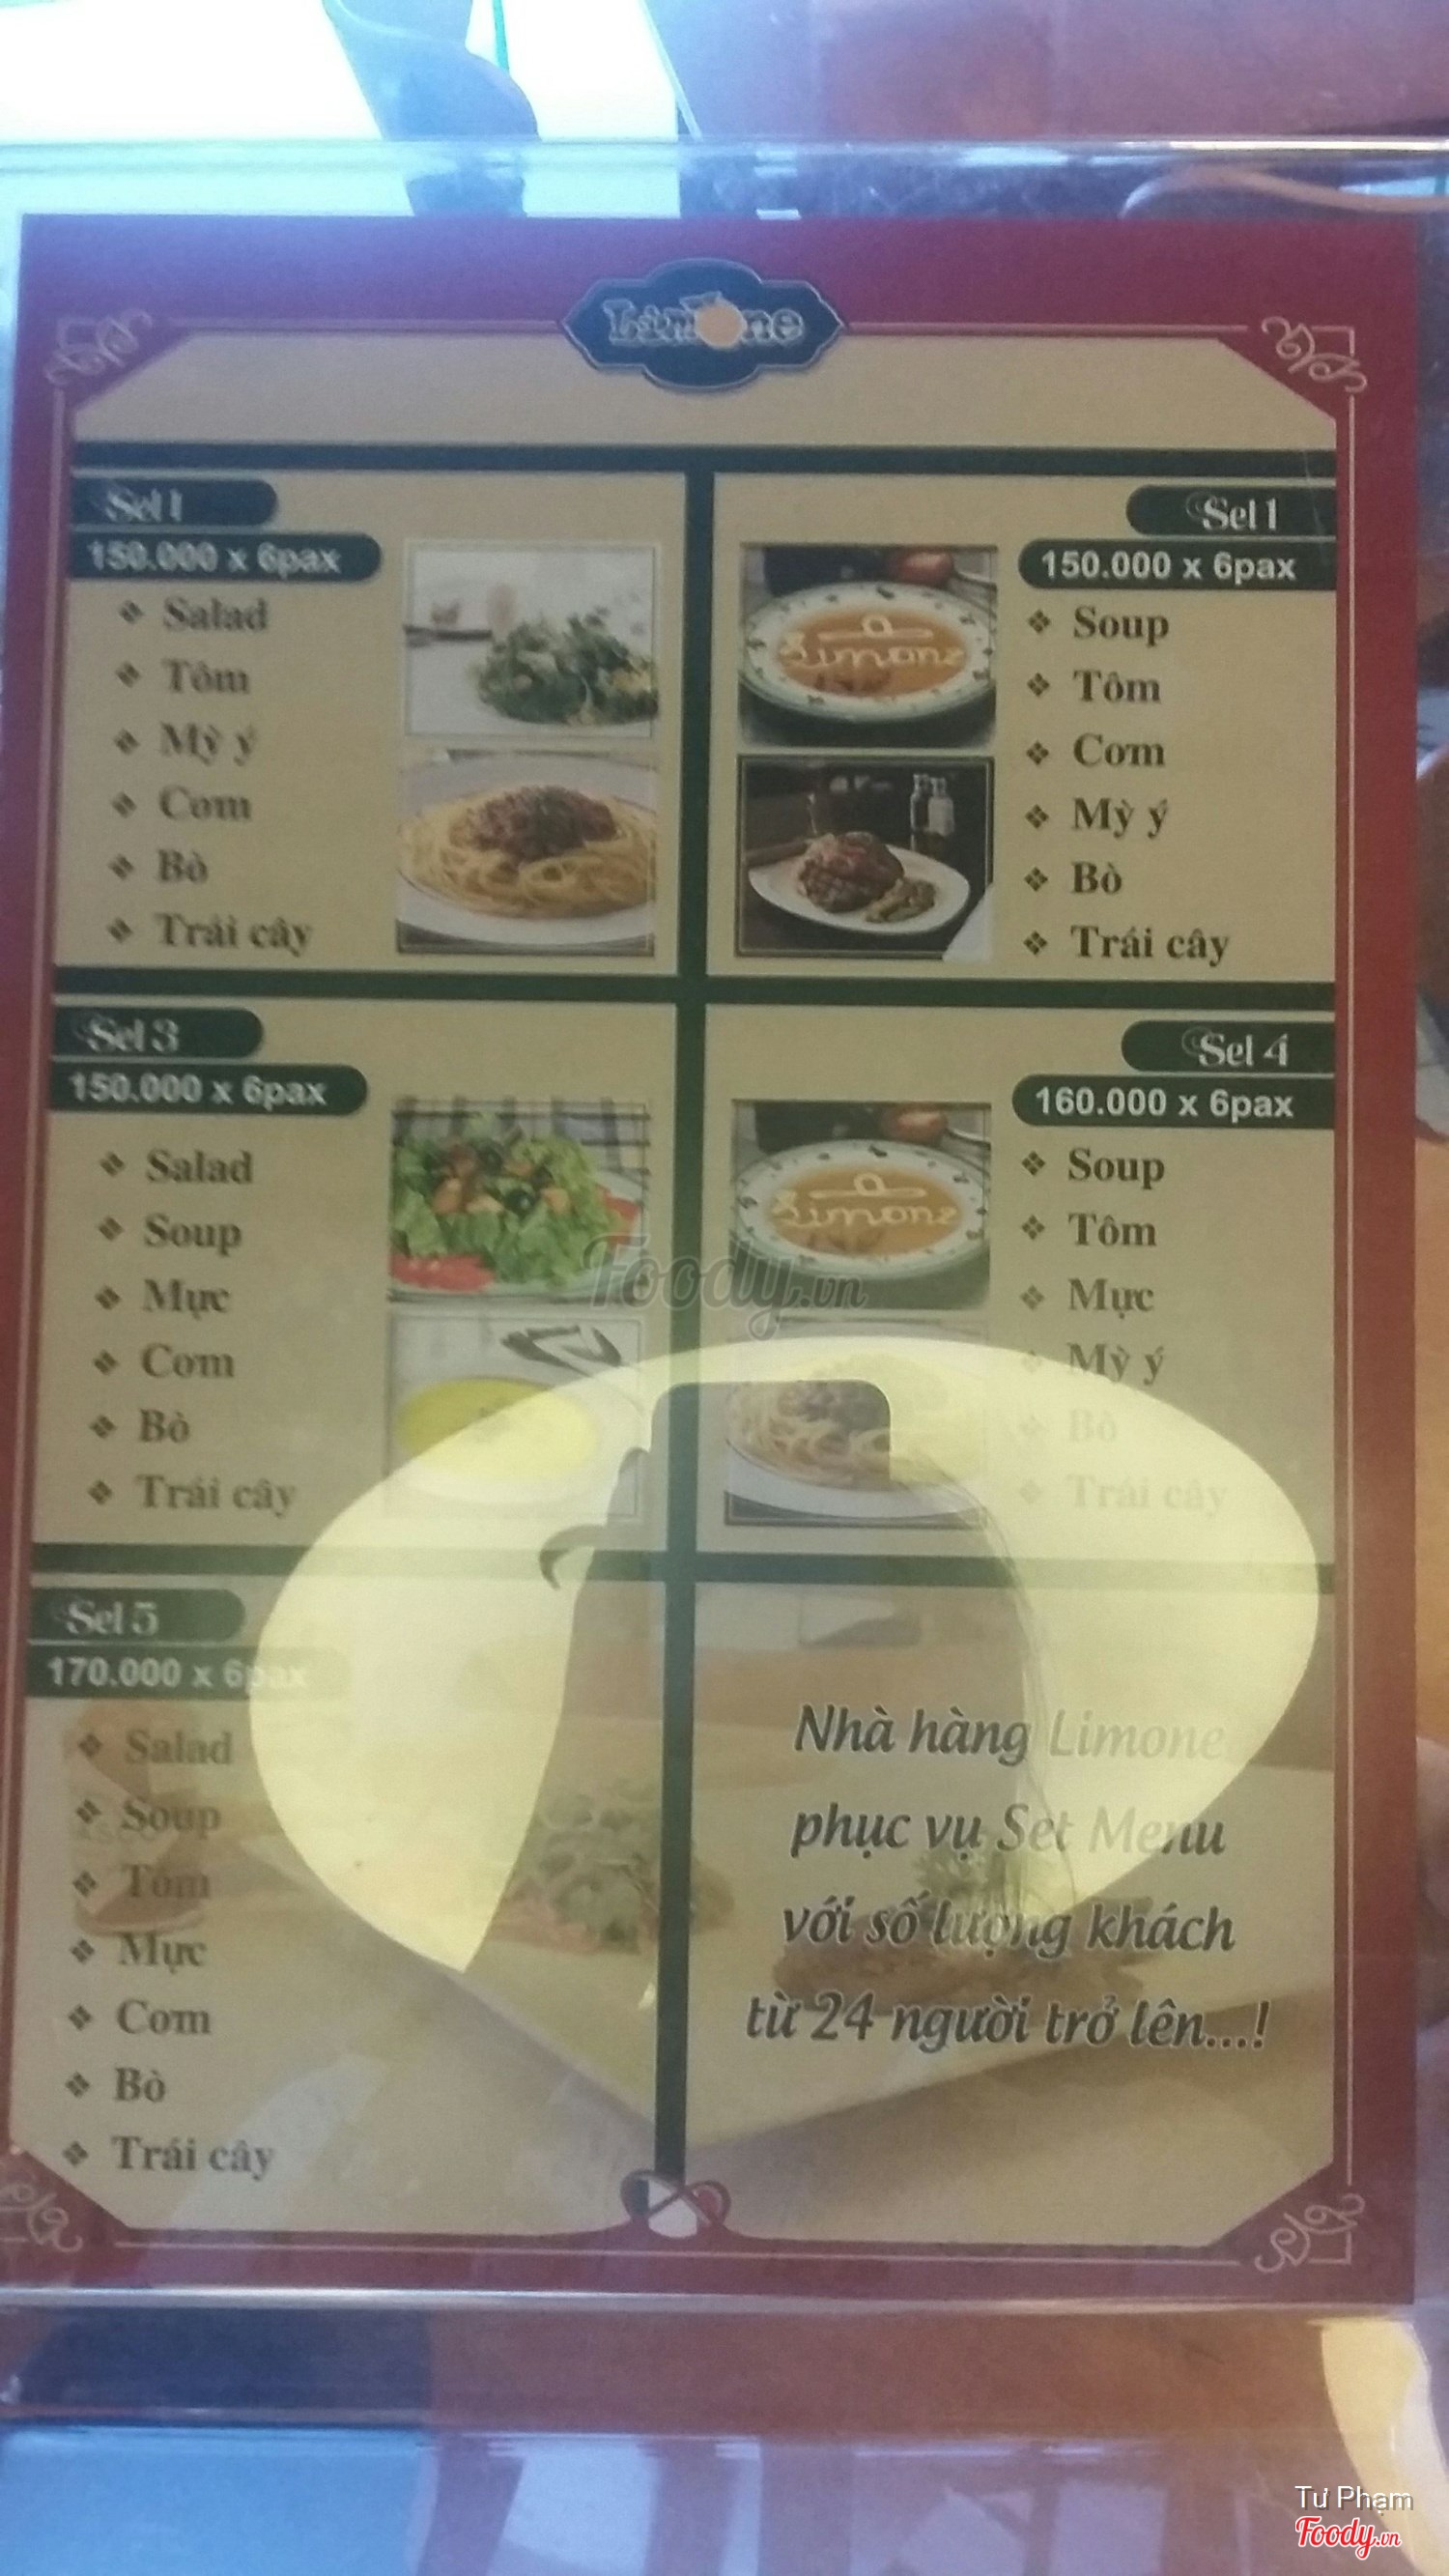 Limone
Set 1
150.000 x 6pax
Salad
Tôm
Mỳ ý
Cơm
Bò
Trái cây
Set 1
150.000 x 6pax
Limone
Soup
Tôm
Cơm
Mỳ ý
Bò
Trái cây
Set 3
150.000 x 6pax
Salad
Soup
Mực
Cơm
Bò
Trái cây
Set 4
160.000 x 6pax
Limone
Soup
Tôm
Mực
Mỳ ý
Bò
Trái cây
Foody.vn
Set 5
170.000 x 6pax
Salad
Soup
Tôm
Mực
Cơm
Bò
Trái cây
Nhà hàng Limone
phục vụ Set Menu
với số lượng khách
từ 24 người trở lên...!
Tư Phạm
Foody.vn